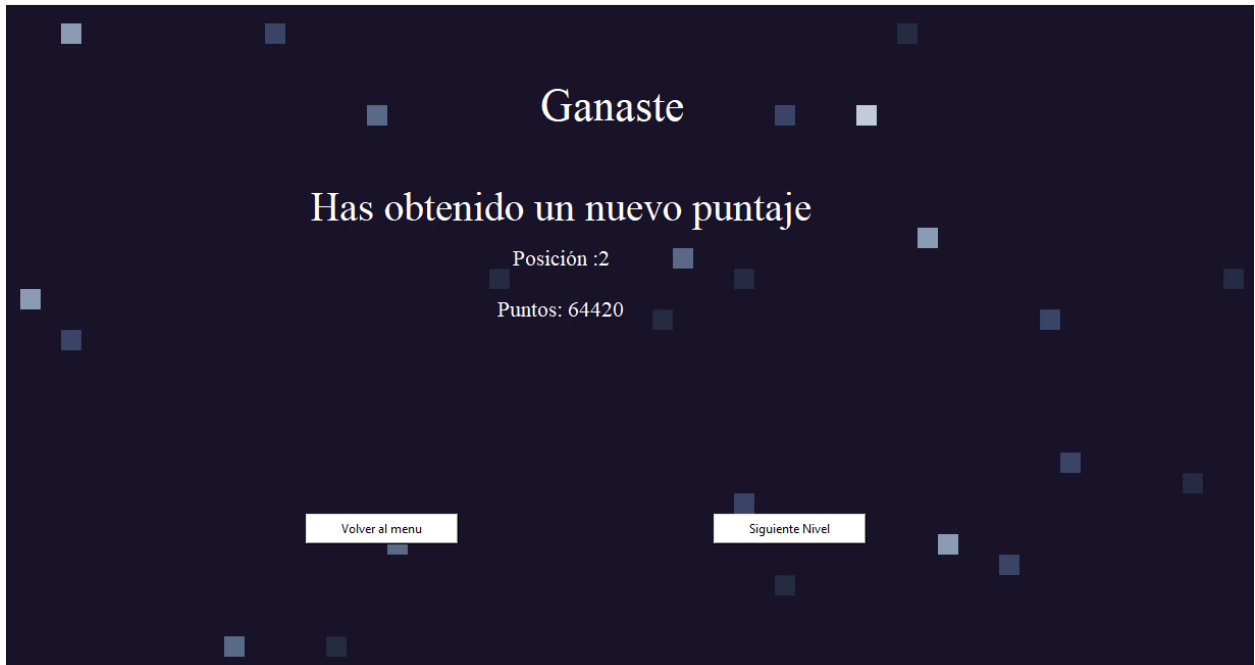 Ganaste
Has obtenido un nuevo puntaje
Posición :2
Puntos: 64420
Volver al menu
Siguiente Nivel